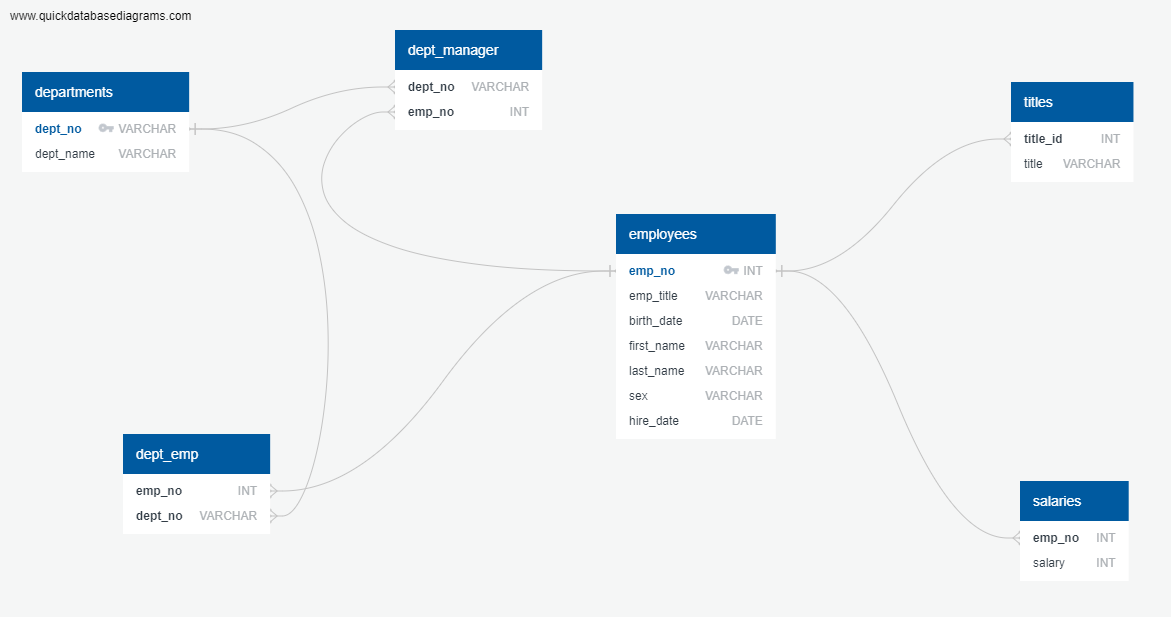 www.quickdatabasediagrams.com
dept_manager
dept_no VARCHAR
emp_no INT
departments
dept_no VARCHAR
dept_name VARCHAR
titles
title_id INT
title VARCHAR
employees
emp_no INT
emp_title VARCHAR
birth_date DATE
first_name VARCHAR
last_name VARCHAR
sex VARCHAR
hire_date DATE
dept_emp
emp_no INT
dept_no VARCHAR
salaries
emp_no INT
salary INT